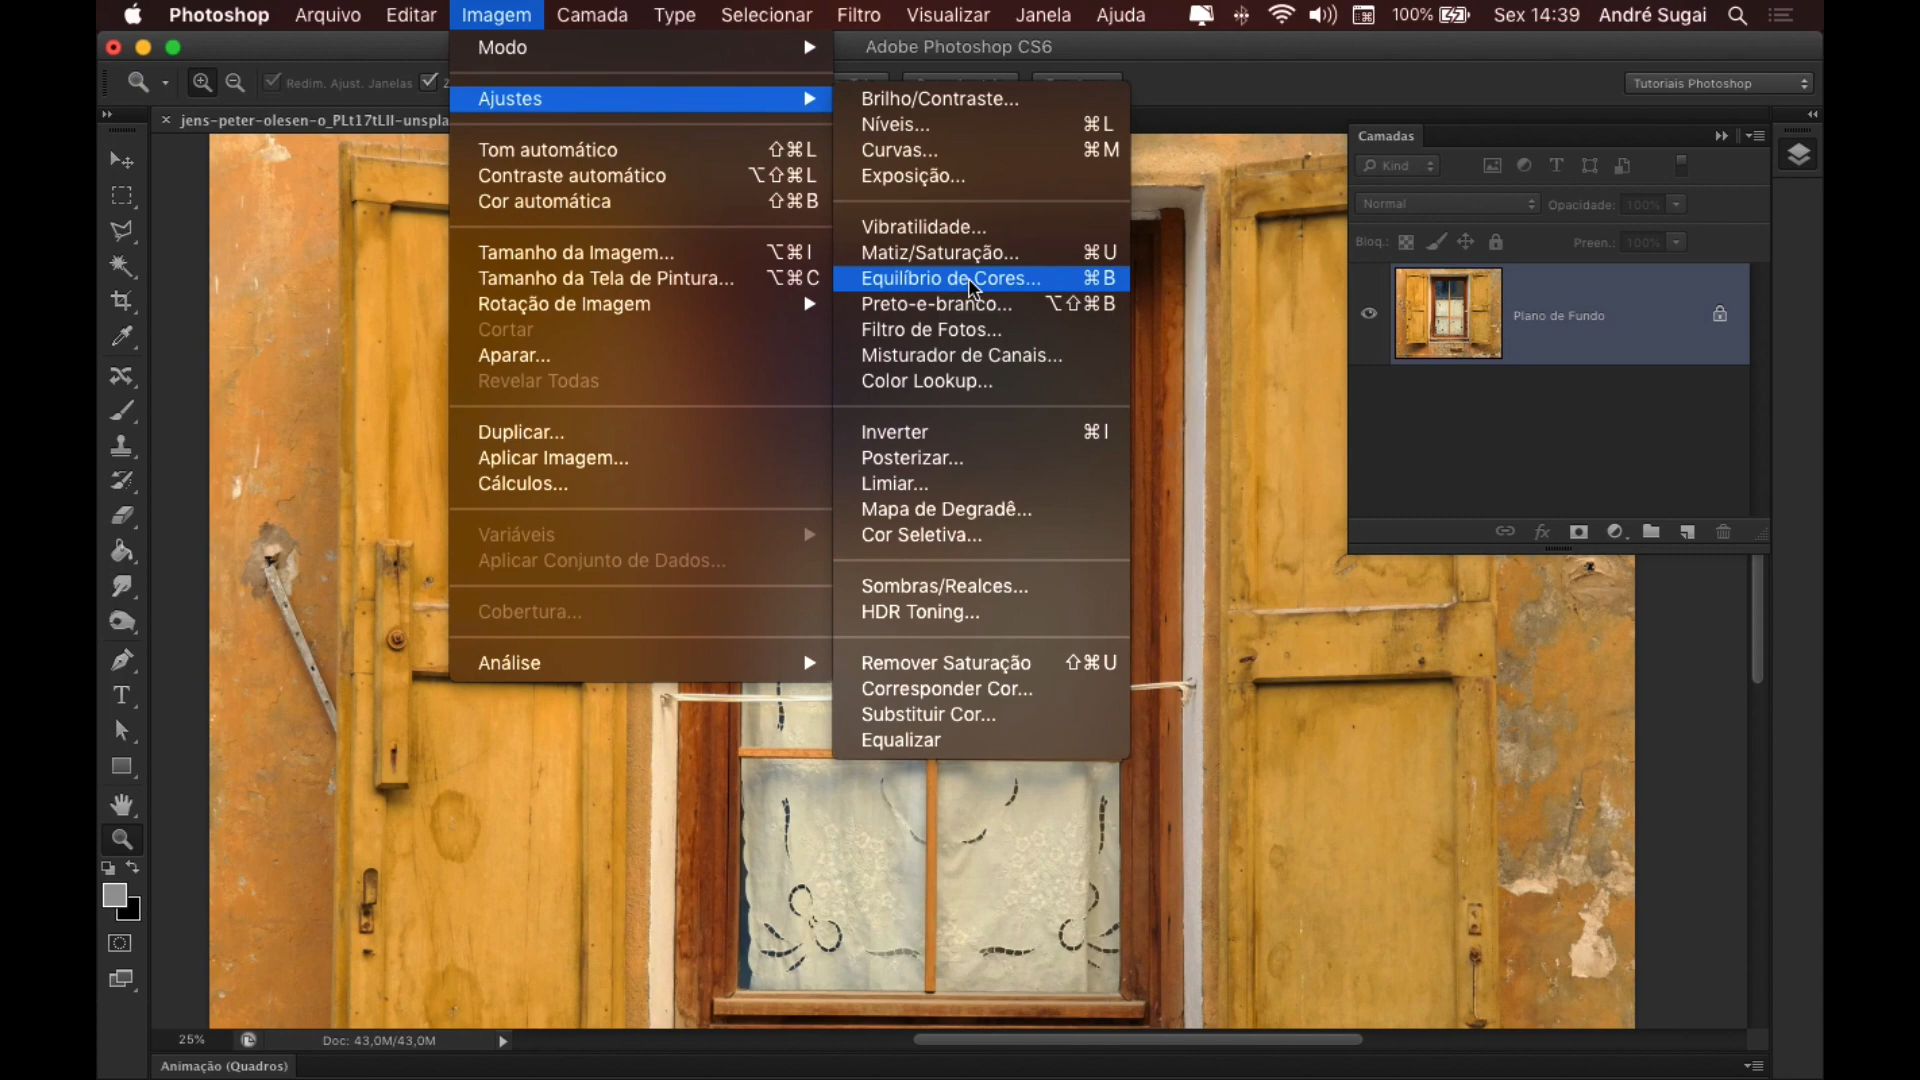 Photoshop Arquivo Editar Imagem Camada Type Selecionar Filtro Visualizar Janela Ajuda 100% Sex 14:39 André Sugai
Adobe Photoshop CS6
Redim. Ajust. Janelas
Tutoriais Photoshop
jens-peter-olesen-o_PLt17tLII-unspla
Modo
Ajustes
Tom automático ⇧⌘L
Contraste automático ⌥⇧⌘L
Cor automática ⇧⌘B
Tamanho da Imagem... ⌥⌘I
Tamanho da Tela de Pintura... ⌥⌘C
Rotação de Imagem
Cortar
Aparar...
Revelar Todas
Duplicar...
Aplicar Imagem...
Cálculos...
Variáveis
Aplicar Conjunto de Dados...
Cobertura...
Análise
Brilho/Contraste...
Níveis... ⌘L
Curvas... ⌘M
Exposição...
Vibratilidade...
Matiz/Saturação... ⌘U
Equilíbrio de Cores... ⌘B
Preto-e-branco... ⌥⇧⌘B
Filtro de Fotos...
Misturador de Canais...
Color Lookup...
Inverter ⌘I
Posterizar...
Limiar...
Mapa de Degradê...
Cor Seletiva...
Sombras/Realces...
HDR Toning...
Remover Saturação ⇧⌘U
Corresponder Cor...
Substituir Cor...
Equalizar
Camadas
Kind
Normal Opacidade: 100%
Bloq.: Preen.: 100%
Plano de Fundo
25% Doc: 43,0M/43,0M
Animação (Quadros)